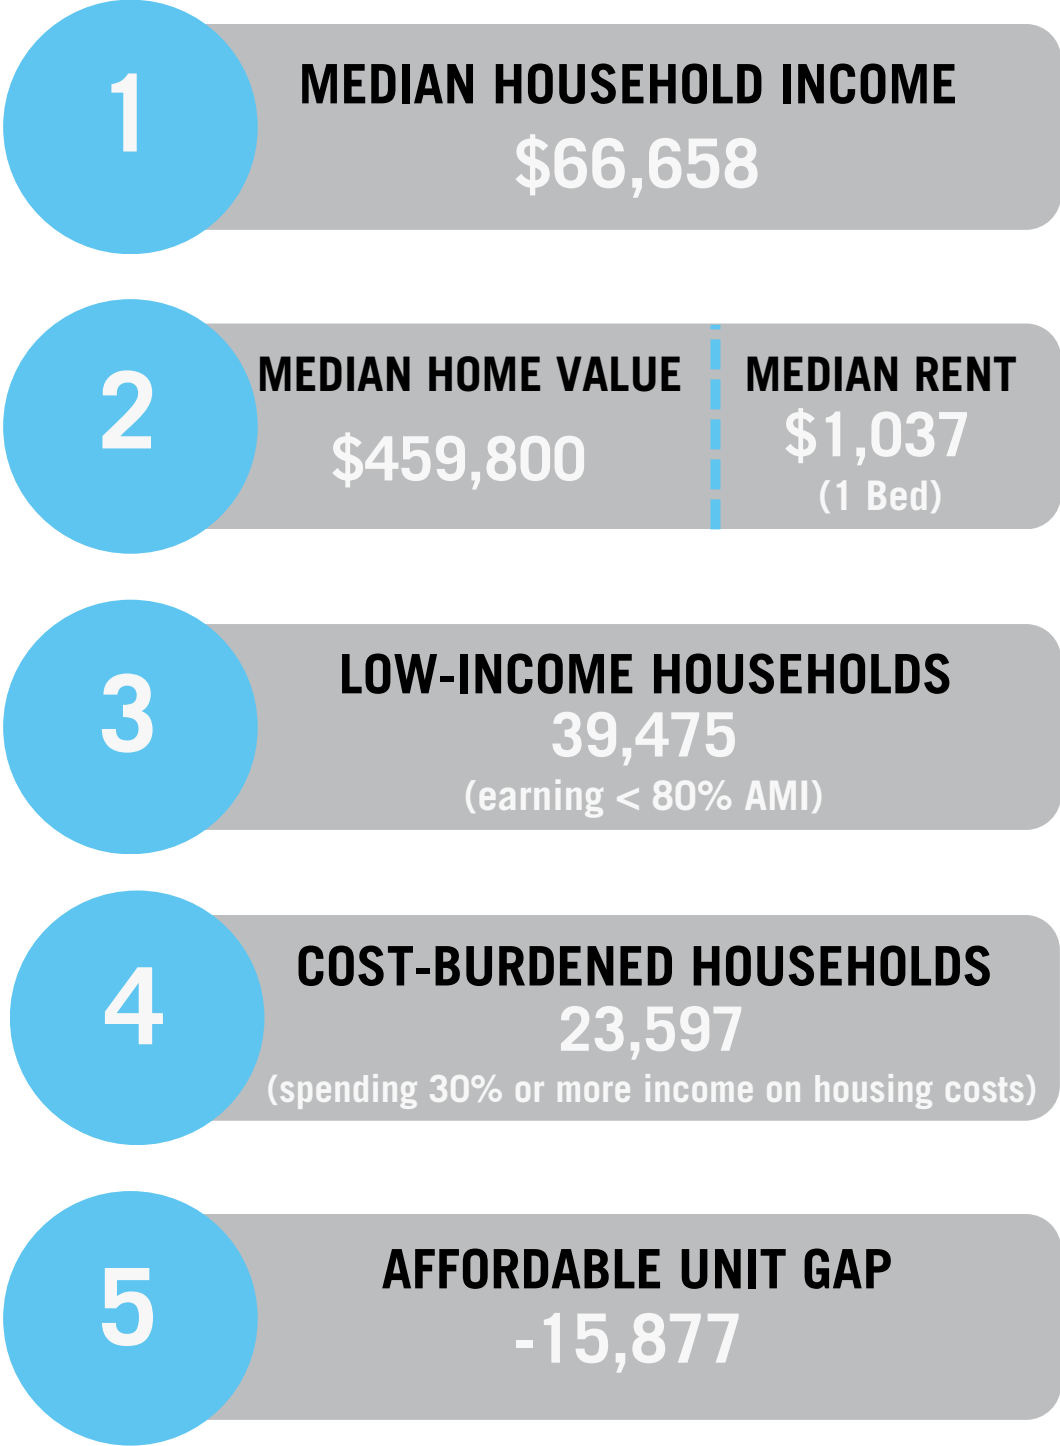 1
MEDIAN HOUSEHOLD INCOME
$66,658
2
MEDIAN HOME VALUE
$459,800
MEDIAN RENT
$1,037
(1 Bed)
3
LOW-INCOME HOUSEHOLDS
39,475
(earning < 80% AMI)
4
COST-BURDENED HOUSEHOLDS
23,597
(spending 30% or more income on housing costs)
5
AFFORDABLE UNIT GAP
-15,877